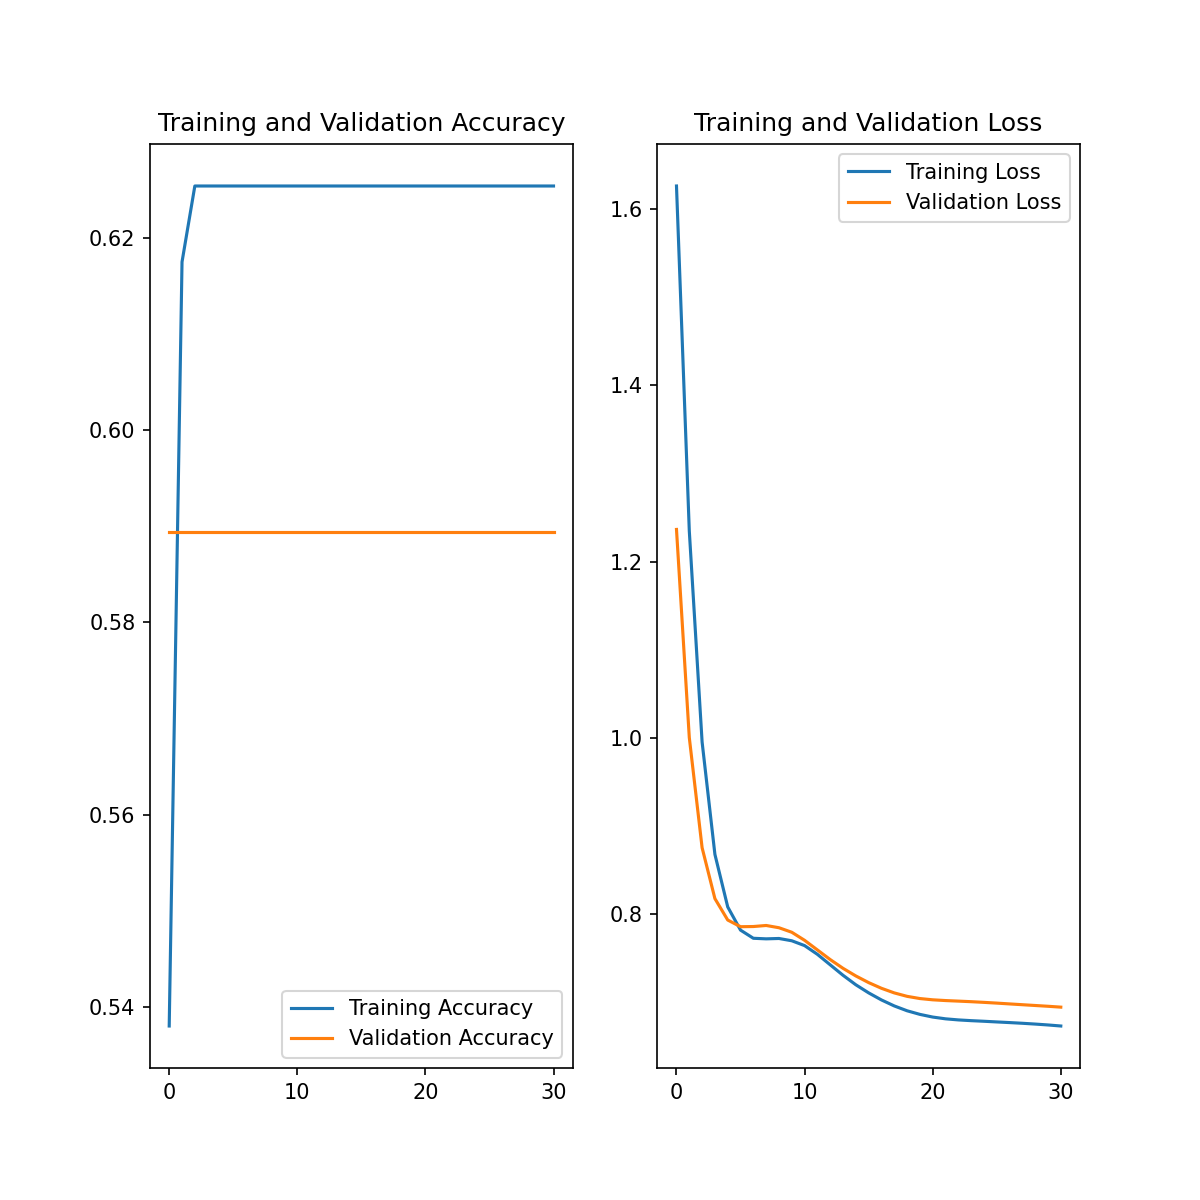 Training and Validation Accuracy
0.62
0.60
0.58
0.56
0.54
Training Accuracy
Validation Accuracy
0 10 20 30
Training and Validation Loss
Training Loss
Validation Loss
1.6
1.4
1.2
1.0
0.8
0 10 20 30